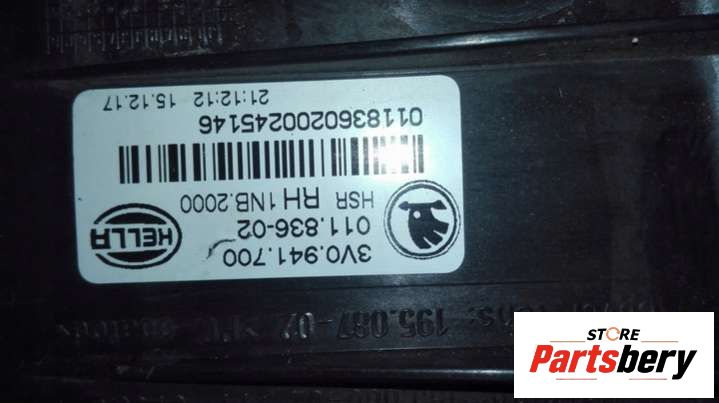 3V0.941.700
011.836-02
HSR RH 1NB.2000
HELLA
01183602002451​46
21:12:12 15.12.17
195.087-02
STORE
Partsbery